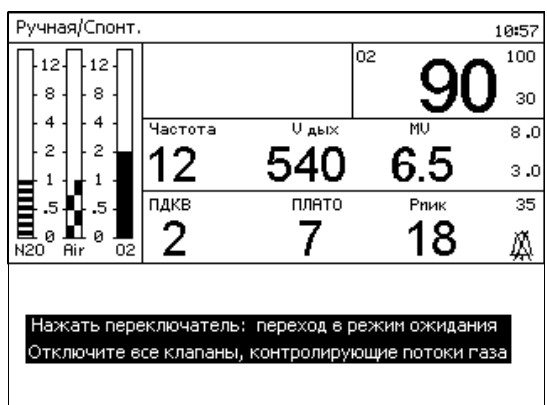 Ручная/Спонт. 10:57
12 12 O2 90 100
8 8 30
4 4 Частота V дых MV 8.0
2 2 12 540 6.5
1 1 3.0
.5 .5 ПДКВ ПЛАТО Рпик 35
0 0 2 7 18
N2O Air O2
Нажать переключатель: переход в режим ожидания
Отключите все клапаны, контролирующие потоки газа